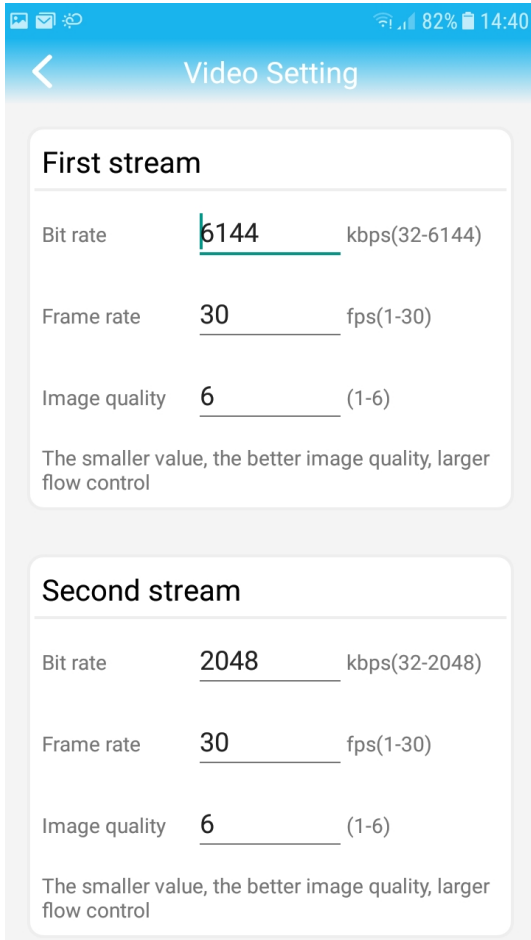 82% 14:40
Video Setting
First stream
Bit rate 6144 kbps(32-6144)
Frame rate 30 fps(1-30)
Image quality 6 (1-6)
The smaller value, the better image quality, larger
flow control
Second stream
Bit rate 2048 kbps(32-2048)
Frame rate 30 fps(1-30)
Image quality 6 (1-6)
The smaller value, the better image quality, larger
flow control